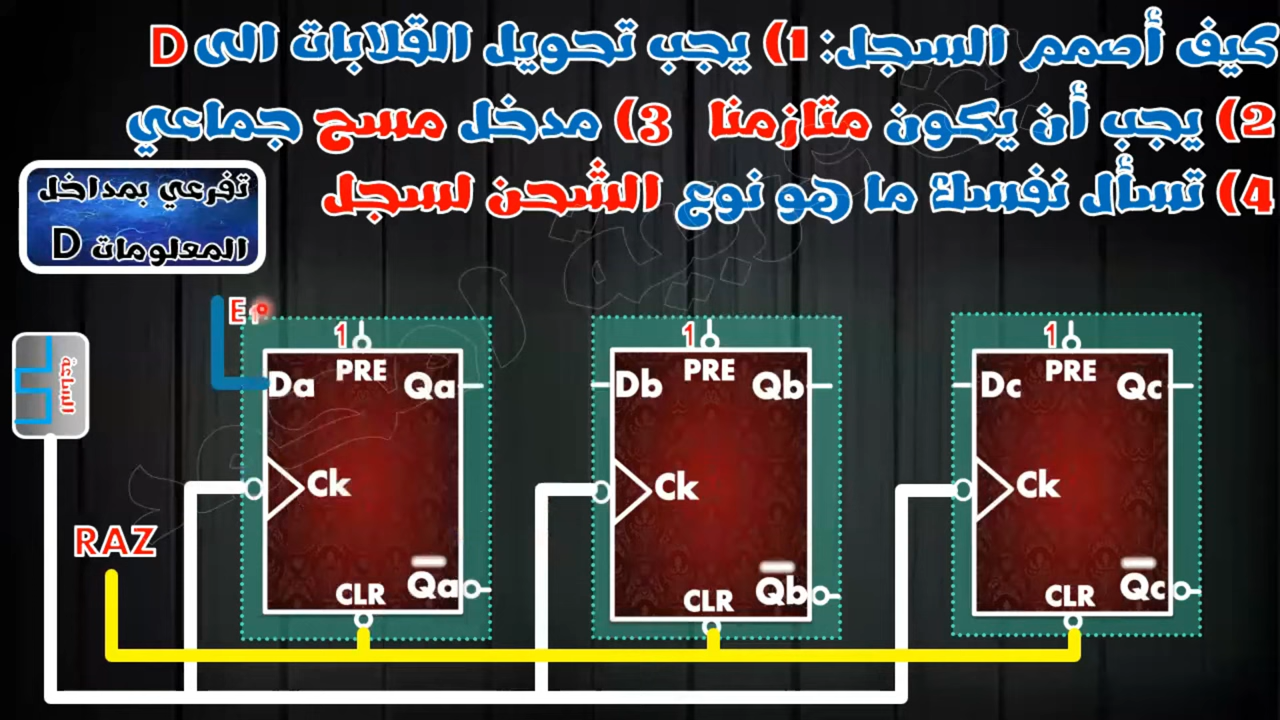 كيف أصمم السجل: 1) يجب تحويل القلابات الى D
2) يجب أن يكون متازمنا 3) مدخل مسح جماعي
4) تسأل نفسك ما هو نوع الشحن لسجل
تفرعي بمداخل
المعلومات D
الساعة
RAZ
1
PRE
Da
Qa
Ck
CLR
Qa
1
PRE
Db
Qb
Ck
CLR
Qb
1
PRE
Dc
Qc
Ck
CLR
Qc